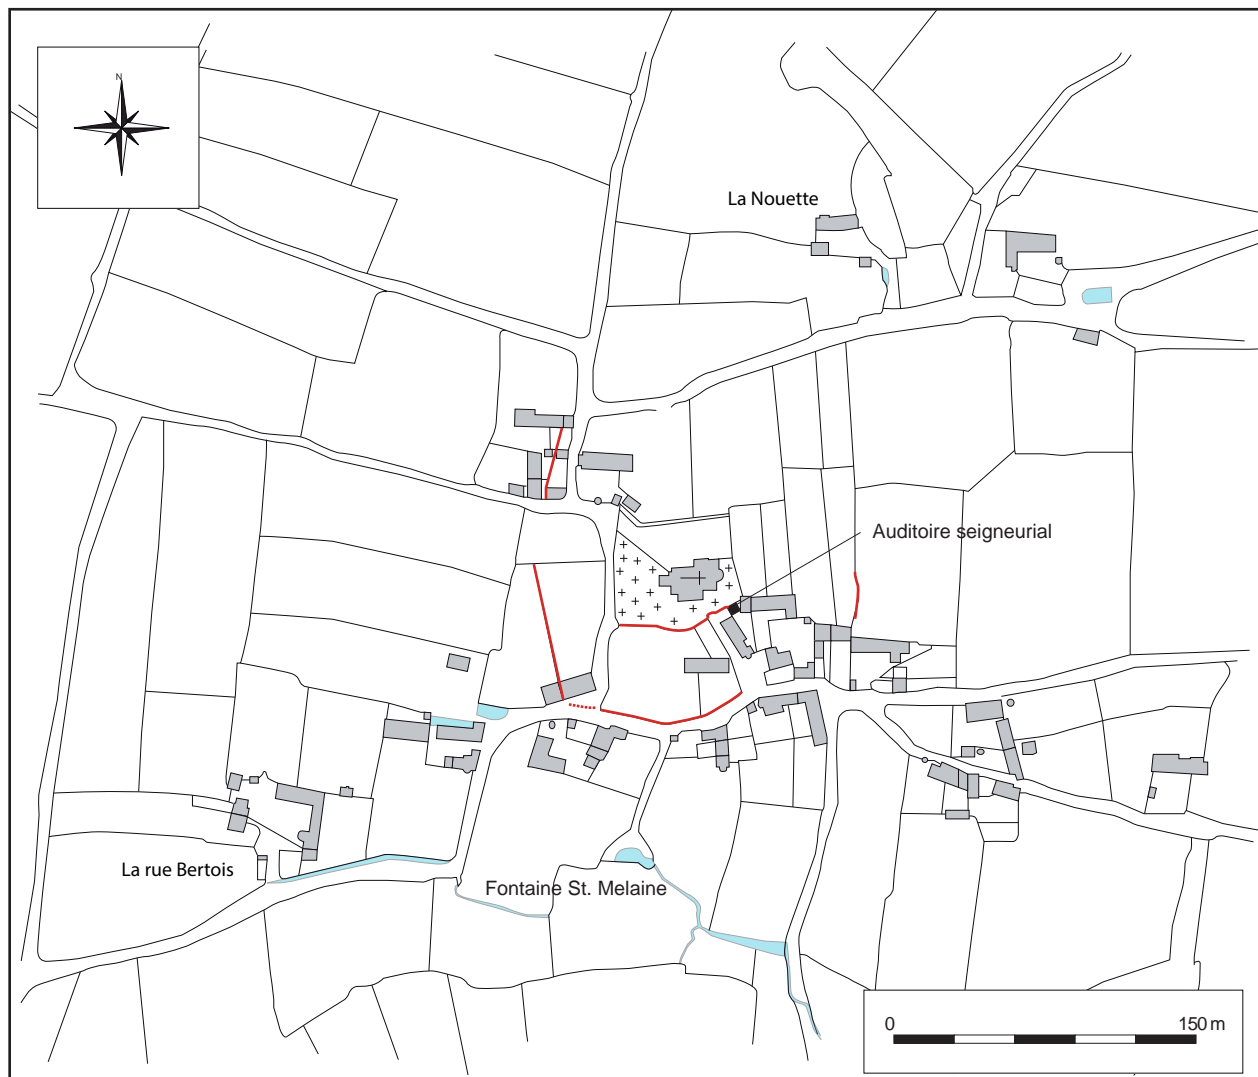 N
La Nouette
Auditoire seigneurial
La rue Bertois
Fontaine St. Melaine
0 150 m